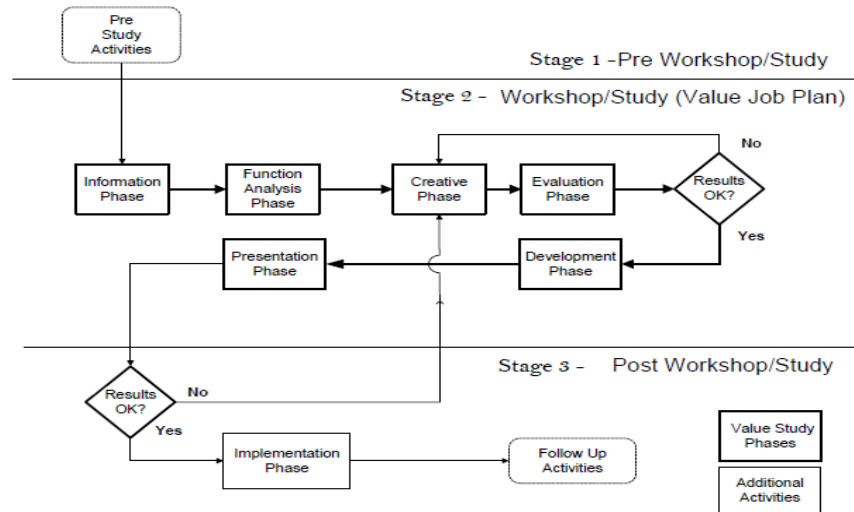 Pre
Study
Activities
Stage 1 -Pre Workshop/Study
Stage 2 - Workshop/Study (Value Job Plan)
No
Information
Phase
Function
Analysis
Phase
Creative
Phase
Evaluation
Phase
Results
OK?
Yes
Presentation
Phase
Development
Phase
Stage 3 - Post Workshop/Study
Results
OK?
No
Yes
Implementation
Phase
Follow Up
Activities
Value Study
Phases
Additional
Activities